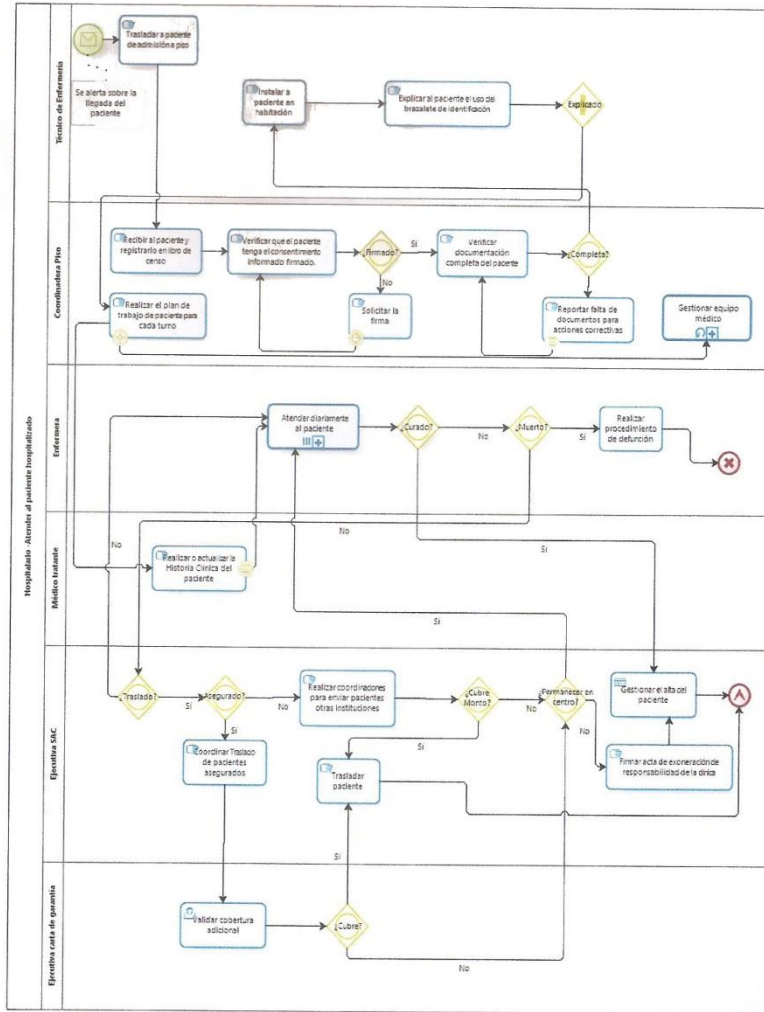 Hospitalario - Atender al paciente hospitalizado
Técnico de Enfermería
Se alerta sobre la
llegada del
paciente
Trasladar a paciente
de admisión a piso
Instalar a
paciente en
habitación
Explicar al paciente el uso del
brazalete de identificación
Explicado
Coordinadora Piso
Recibir al paciente y
registrarlo en libro de
censo
Verificar que el paciente
tenga el consentimiento
informado firmado.
¿Firmado?
Sí
No
Verificar
documentación
completa del paciente
¿Completa?
Realizar el plan de
trabajo de paciente para
cada turno
Solicitar la
firma
Reportar falta de
documentos para
acciones correctivas
Gestionar equipo
médico
Enfermera
Atender diariamente
al paciente
¿Curado?
No
¿Muerto?
Sí
Realizar
procedimiento
de defunción
Médico tratante
No
Realizar o actualizar la
Historia Clínica del
paciente
No
Sí
Sí
Ejecutiva SAC
¿Traslado?
Sí
Asegurado?
No
Realizar coordinaciones
para enviar pacientes
otras instituciones
¿Cubre
Monto?
No
¿Permanecer en
centro?
Gestionar el alta del
paciente
Sí
Coordinar Traslado
de pacientes
asegurados
Sí
Trasladar
paciente
No
Firmar acta de exoneración de
responsabilidad de la clínica
Sí
Ejecutiva carta de garantía
Validar cobertura
adicional
¿Cubre?
No